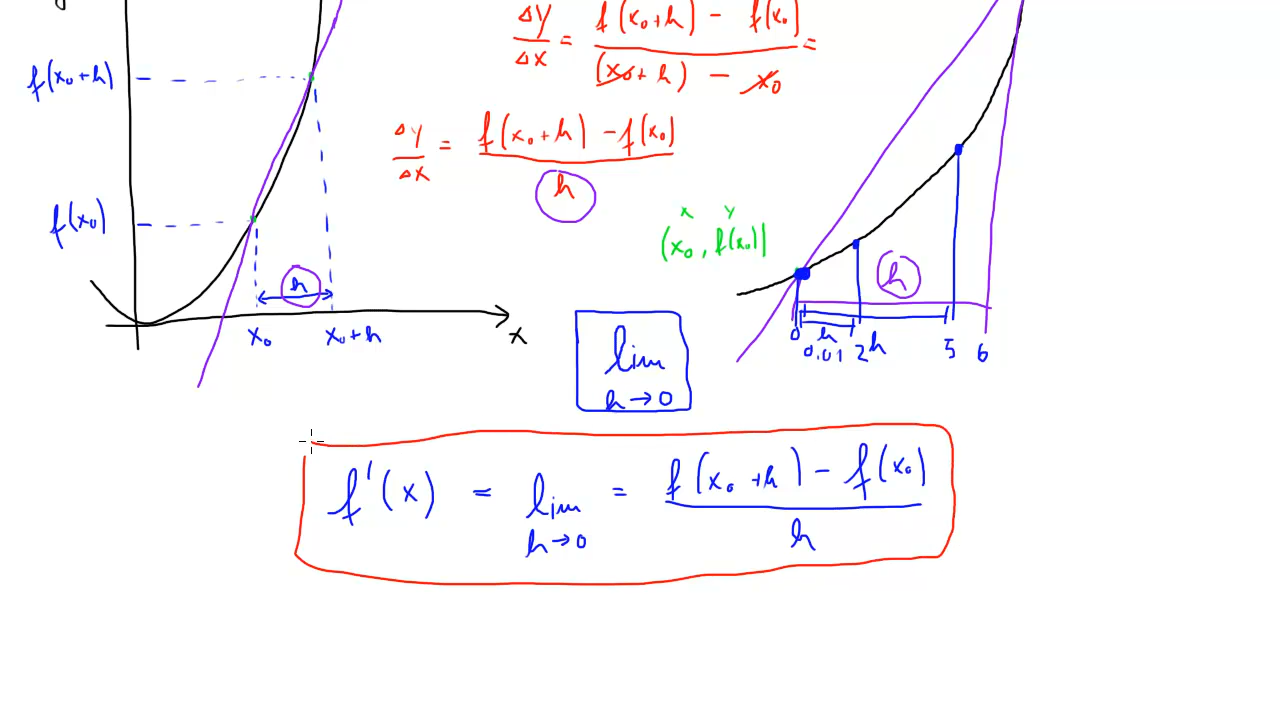 Δy/Δx = (f(x₀+h) − f(x₀))/((x₀+h) − x₀) =
f(x₀+h)
Δy/Δx = (f(x₀+h) − f(x₀))/h
f(x₀)
x y
(x₀, f(x₀))
h
h
x₀ x₀+h x
0 h 2 h 5 6
0.01
lim
h→0
f'(x) = lim = (f(x₀+h) − f(x₀))/h
h→0